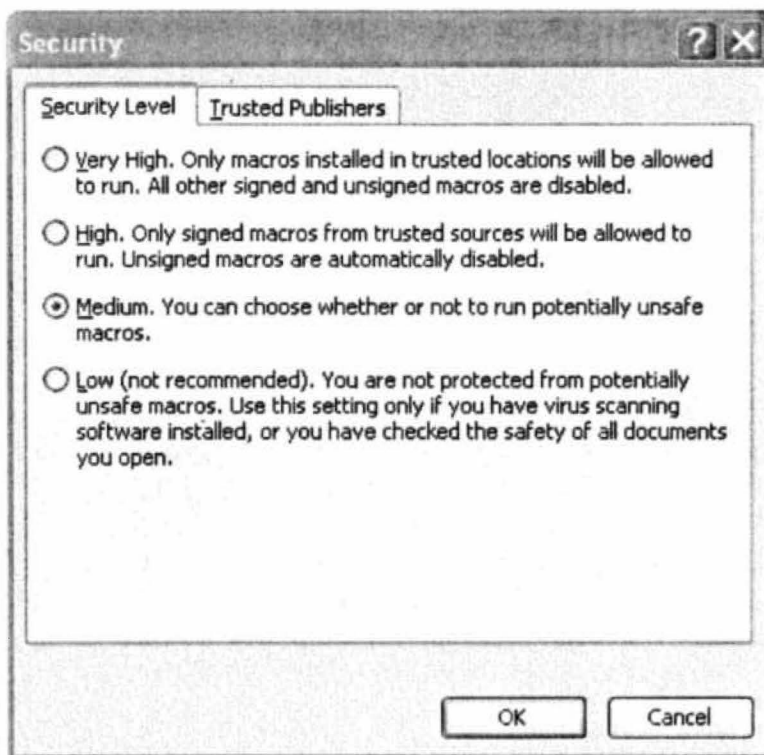 Security
Security Level Trusted Publishers
Very High. Only macros installed in trusted locations will be allowed
to run. All other signed and unsigned macros are disabled.
High. Only signed macros from trusted sources will be allowed to
run. Unsigned macros are automatically disabled.
Medium. You can choose whether or not to run potentially unsafe
macros.
Low (not recommended). You are not protected from potentially
unsafe macros. Use this setting only if you have virus scanning
software installed, or you have checked the safety of all documents
you open.
OK Cancel